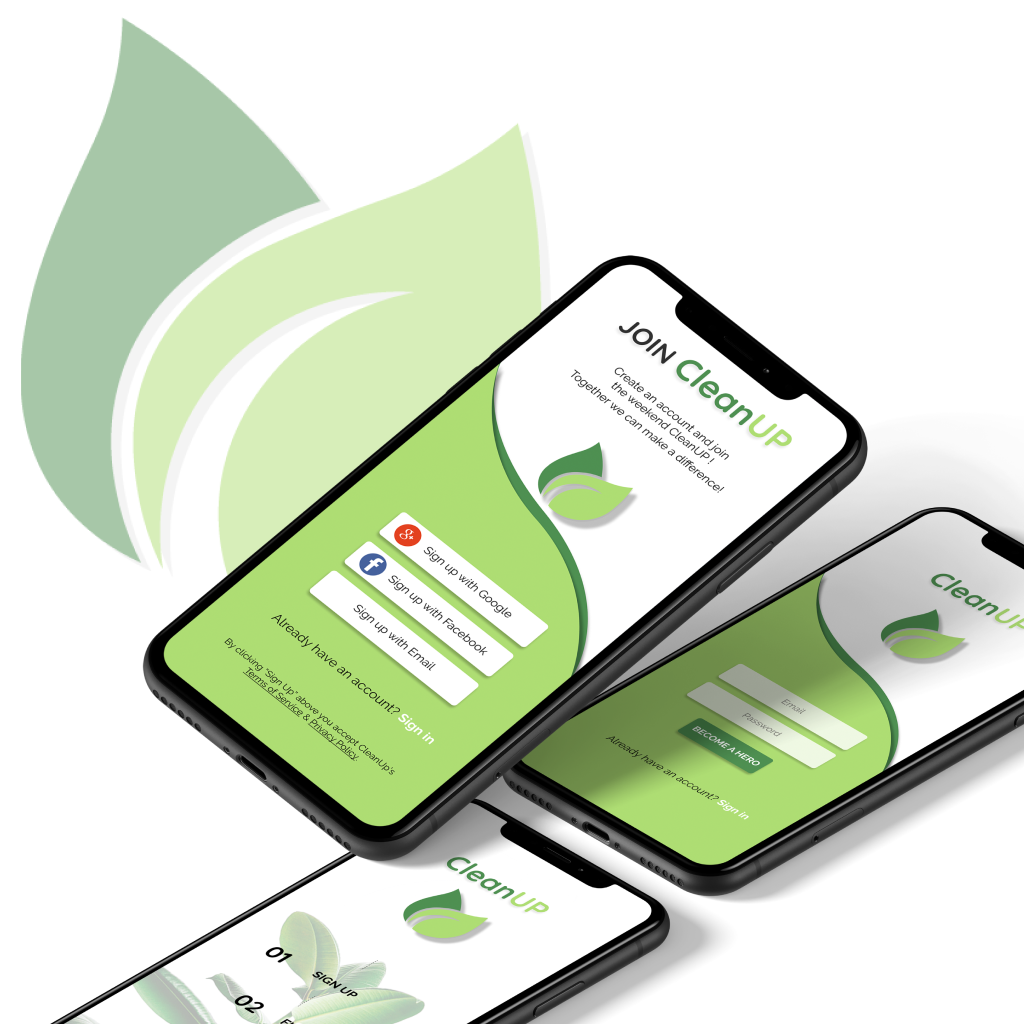 JOIN CleanUP
Create an account and join
the weekend CleanUP !
Together we can make a difference!
Sign up with Google
Sign up with Facebook
Sign up with Email
Already have an account? Sign in
By clicking "Sign Up" above you accept CleanUp's
Terms of Service & Privacy Policy.
CleanUP
Email
Password
BECOME A HERO
Already have an account? Sign in
CleanUP
01
SIGN UP
02